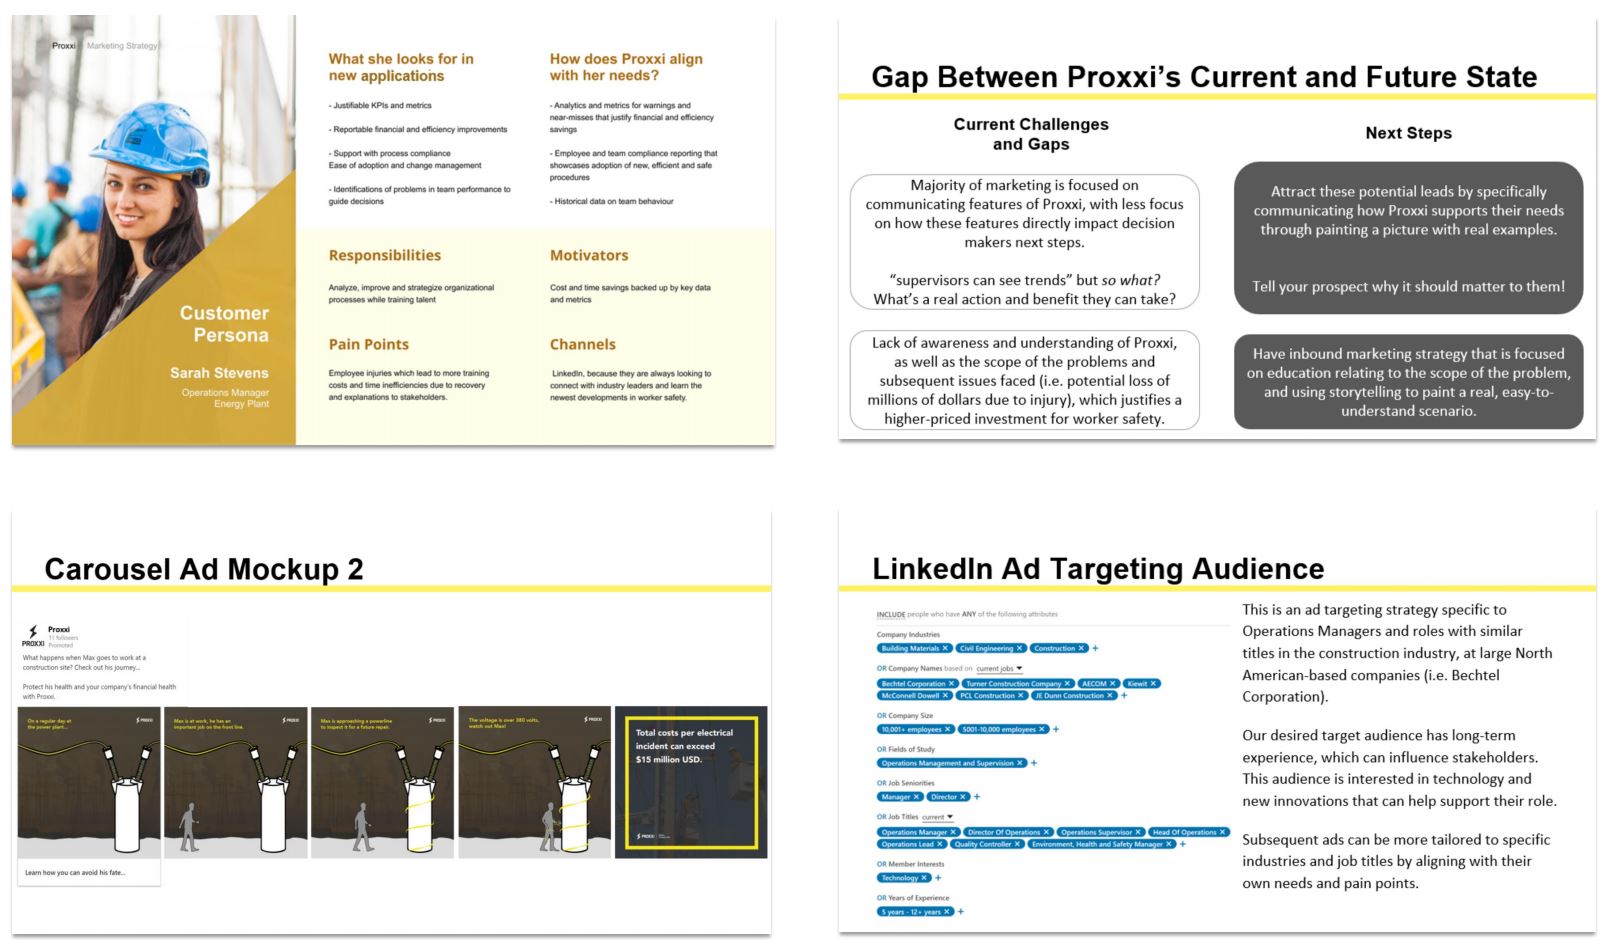 Proxxi Marketing Strategy
Customer
Persona
Sarah Stevens
Operations Manager
Energy Plant
What she looks for in
new applications
- Justifiable KPIs and metrics
- Reportable financial and efficiency improvements
- Support with process compliance
Ease of adoption and change management
- Identifications of problems in team performance to
guide decisions
How does Proxxi align
with her needs?
- Analytics and metrics for warnings and
near-misses that justify financial and efficiency
savings
- Employee and team compliance reporting that
showcases adoption of new, efficient and safe
procedures
- Historical data on team behaviour
Responsibilities
Analyze, improve and strategize organizational
processes while training talent
Motivators
Cost and time savings backed up by key data
and metrics
Pain Points
Employee injuries which lead to more training
costs and time inefficiencies due to recovery
and explanations to stakeholders.
Channels
LinkedIn, because they are always looking to
connect with industry leaders and learn the
newest developments in worker safety.
Gap Between Proxxi's Current and Future State
Current Challenges
and Gaps
Majority of marketing is focused on
communicating features of Proxxi, with less focus
on how these features directly impact decision
makers next steps.
"supervisors can see trends" but so what?
What's a real action and benefit they can take?
Lack of awareness and understanding of Proxxi,
as well as the scope of the problems and
subsequent issues faced (i.e. potential loss of
millions of dollars due to injury), which justifies a
higher-priced investment for worker safety.
Next Steps
Attract these potential leads by specifically
communicating how Proxxi supports their needs
through painting a picture with real examples.
Tell your prospect why it should matter to them!
Have inbound marketing strategy that is focused
on education relating to the scope of the problem,
and using storytelling to paint a real, easy-to-
understand scenario.
Carousel Ad Mockup 2
PROXXI
Proxxi
11 followers
Promoted
What happens when Max goes to work at a
construction site? Check out his journey...
Protect his health and your company's financial health
with Proxxi.
On a regular day at
the power plant...
PROXXI
Max is at work, he has an
important job on the front line.
PROXXI
Max is approaching a powerline
to inspect it for a future repair.
PROXXI
The voltage is over 380 volts,
watch out Max!
PROXXI
Total costs per electrical
incident can exceed
$15 million USD.
PROXXI
Learn how you can avoid his fate...
LinkedIn Ad Targeting Audience
INCLUDE people who have ANY of the following attributes
Company Industries
Building Materials × Civil Engineering × Construction × +
OR Company Names based on current jobs
Bechtel Corporation × Turner Construction Company × AECOM × Kiewit ×
McConnell Dowell × PCL Construction × JE Dunn Construction × +
OR Company Size
10,001+ employees × 5001-10,000 employees × +
OR Fields of Study
Operations Management and Supervision × +
OR Job Seniorities
Manager × Director × +
OR Job Titles current
Operations Manager × Director Of Operations × Operations Supervisor × Head Of Operations ×
Operations Lead × Quality Controller × Environment, Health and Safety Manager × +
OR Member Interests
Technology × +
OR Years of Experience
5 years - 12+ years × +
This is an ad targeting strategy specific to
Operations Managers and roles with similar
titles in the construction industry, at large North
American-based companies (i.e. Bechtel
Corporation).
Our desired target audience has long-term
experience, which can influence stakeholders.
This audience is interested in technology and
new innovations that can help support their role.
Subsequent ads can be more tailored to specific
industries and job titles by aligning with their
own needs and pain points.